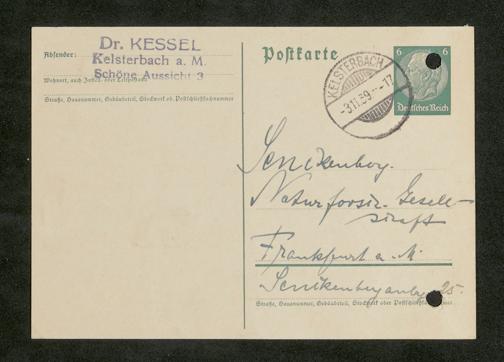 Absender:
Dr. KESSEL
Kelsterbach a. M.
Schöne Aussicht 3
Wohnort, auch Zustell- oder Leitpostamt
Straße, Hausnummer, Gebäudeteil, Stockwerk od. Postschließfachnummer
Postkarte
KELSTERBACH
-3.11.39.-17
6 6
Deutsches Reich
Senckenberg.
Naturforsch. Gesell-
schaft
Frankfurt a. M.
Senckenberganlage 25.
Straße, Hausnummer, Gebäudeteil, Stockwerk oder Postschließfachnummer